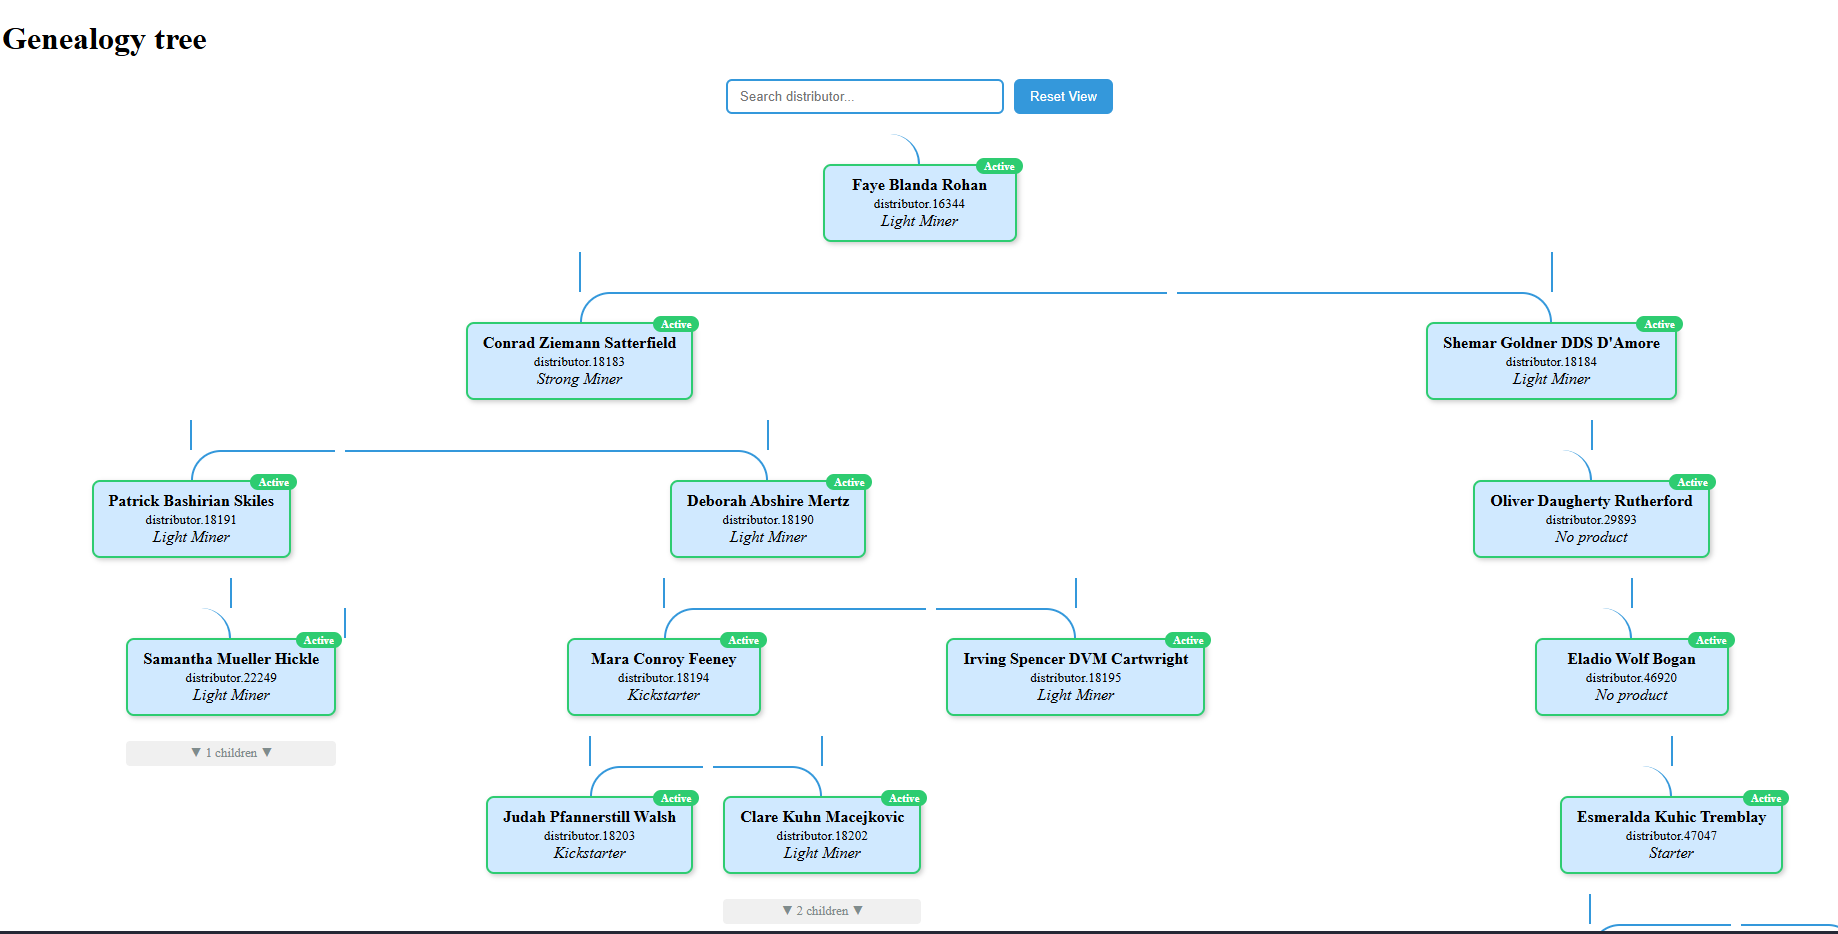 Genealogy tree
Search distributor...
Reset View
Active
Faye Blanda Rohan
distributor.16344
Light Miner
Active
Conrad Ziemann Satterfield
distributor.18183
Strong Miner
Active
Shemar Goldner DDS D'Amore
distributor.18184
Light Miner
Active
Patrick Bashirian Skiles
distributor.18191
Light Miner
Active
Deborah Abshire Mertz
distributor.18190
Light Miner
Active
Oliver Daugherty Rutherford
distributor.29893
No product
Active
Samantha Mueller Hickle
distributor.22249
Light Miner
▼ 1 children ▼
Active
Mara Conroy Feeney
distributor.18194
Kickstarter
Active
Irving Spencer DVM Cartwright
distributor.18195
Light Miner
Active
Eladio Wolf Bogan
distributor.46920
No product
Active
Judah Pfannerstill Walsh
distributor.18203
Kickstarter
Active
Clare Kuhn Macejkovic
distributor.18202
Light Miner
▼ 2 children ▼
Active
Esmeralda Kuhic Tremblay
distributor.47047
Starter